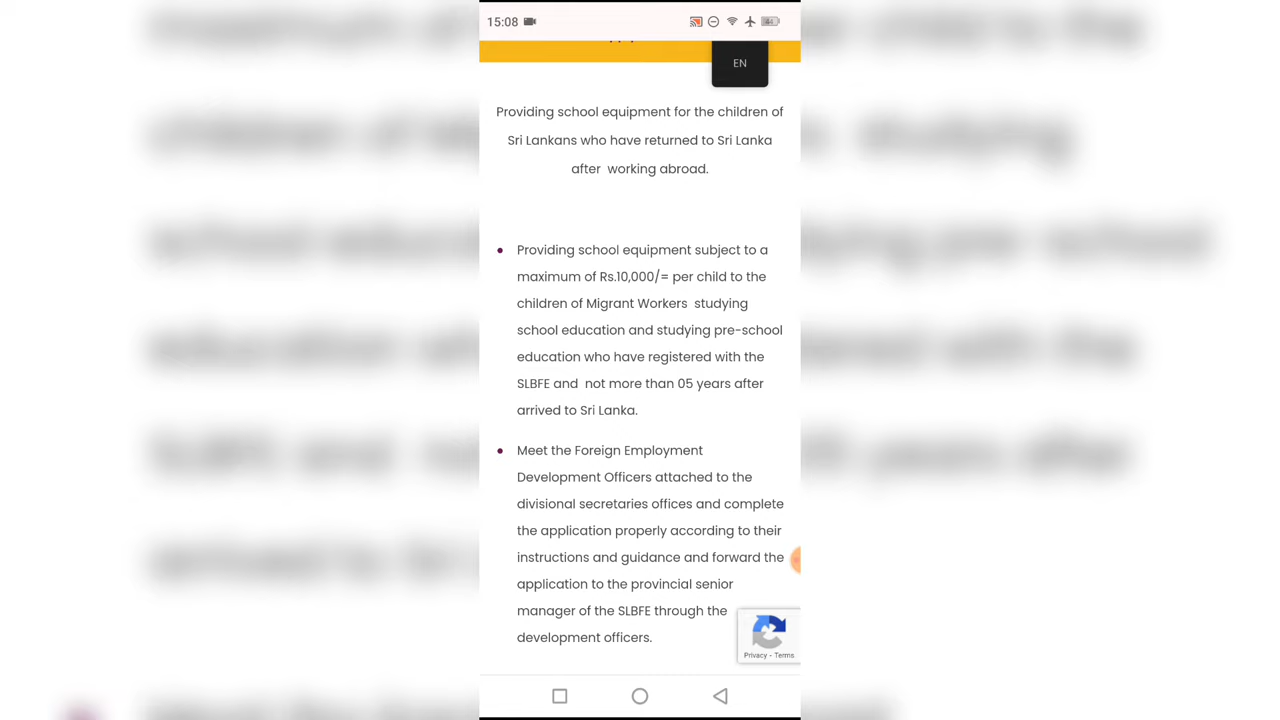 15:08
EN
Providing school equipment for the children of
Sri Lankans who have returned to Sri Lanka
after working abroad.
Providing school equipment subject to a
maximum of Rs.10,000/= per child to the
children of Migrant Workers studying
school education and studying pre-school
education who have registered with the
SLBFE and not more than 05 years after
arrived to Sri Lanka.
Meet the Foreign Employment
Development Officers attached to the
divisional secretaries offices and complete
the application properly according to their
instructions and guidance and forward the
application to the provincial senior
manager of the SLBFE through the
development officers.
Privacy - Terms